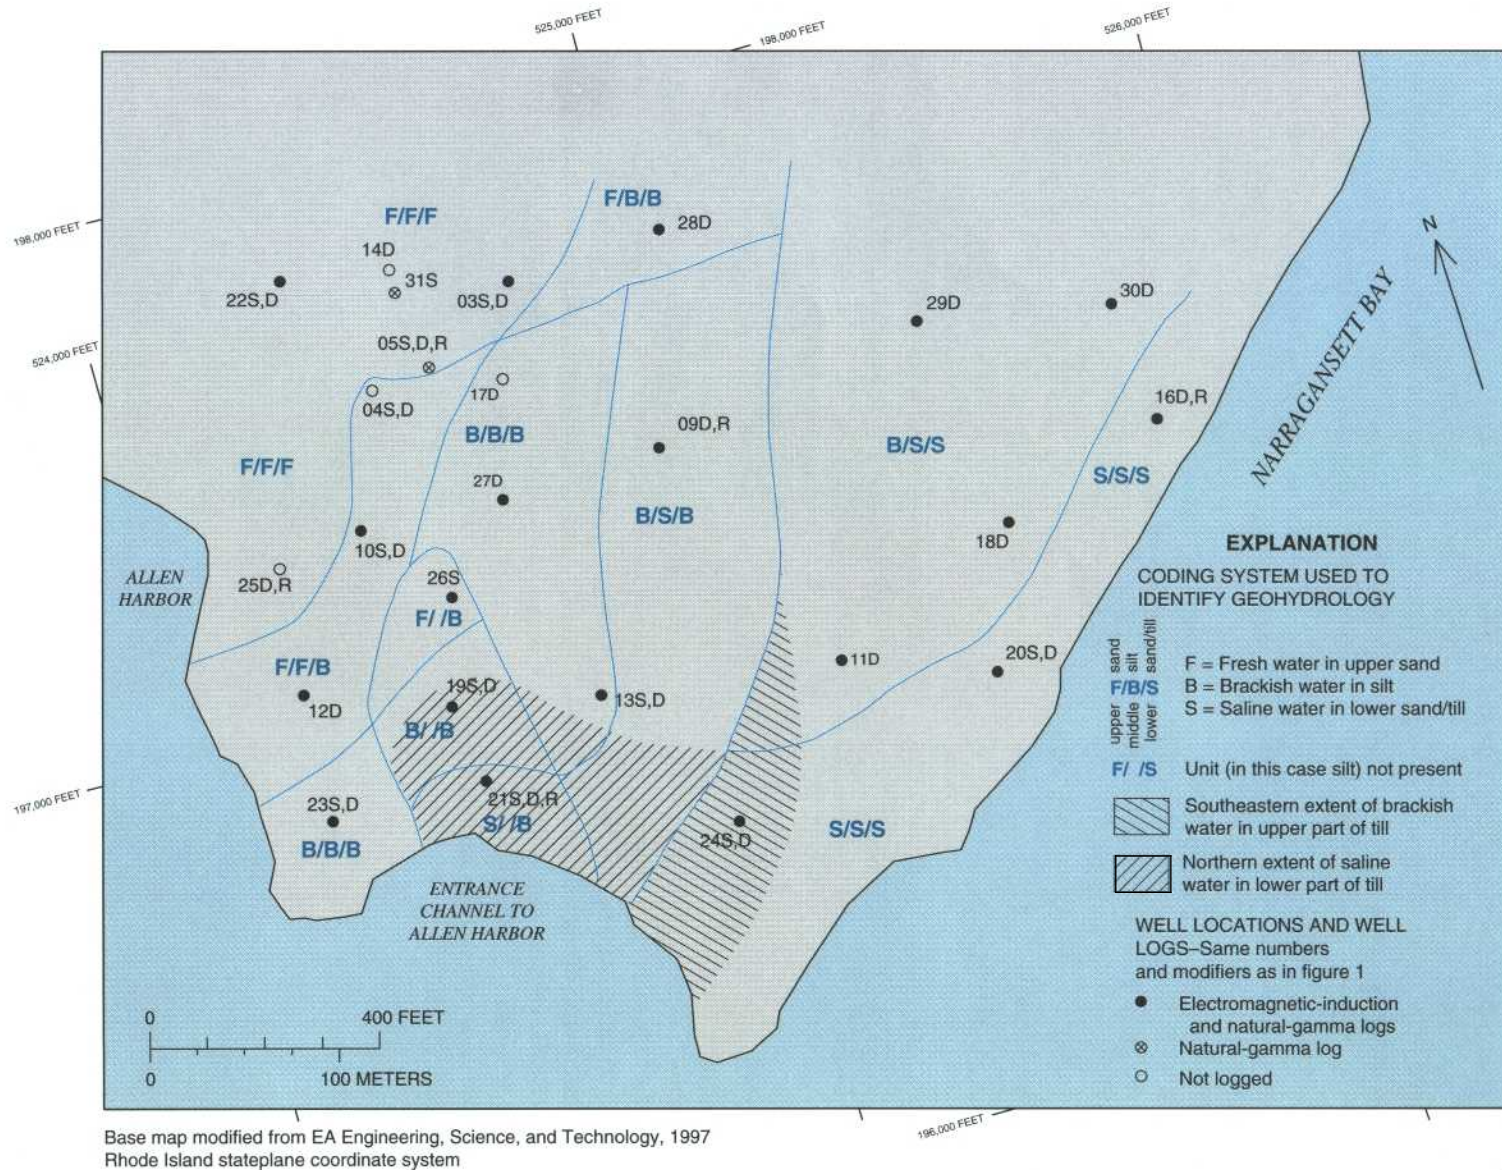 525,000 FEET
198,000 FEET
526,000 FEET
198,000 FEET
524,000 FEET
197,000 FEET
196,000 FEET
F/F/F
F/B/B
28D
14D
31S
22S,D
03S,D
05S,D,R
04S,D
17D
B/B/B
09D,R
29D
30D
N
NARRAGANSETT BAY
16D,R
B/S/S
S/S/S
F/F/F
27D
B/S/B
18D
10S,D
25D,R
ALLEN
HARBOR
26S
F/ /B
F/F/B
12D
19S,D
B/ /B
13S,D
11D
20S,D
23S,D
B/B/B
21S,D,R
S/ /B
24S,D
S/S/S
ENTRANCE
CHANNEL TO
ALLEN HARBOR
0 400 FEET
0 100 METERS
EXPLANATION
CODING SYSTEM USED TO
IDENTIFY GEOHYDROLOGY
upper sand
middle silt
lower sand/till
F/B/S
F = Fresh water in upper sand
B = Brackish water in silt
S = Saline water in lower sand/till
F/ /S Unit (in this case silt) not present
Southeastern extent of brackish
water in upper part of till
Northern extent of saline
water in lower part of till
WELL LOCATIONS AND WELL
LOGS–Same numbers
and modifiers as in figure 1
Electromagnetic-induction
and natural-gamma logs
Natural-gamma log
Not logged
Base map modified from EA Engineering, Science, and Technology, 1997
Rhode Island stateplane coordinate system